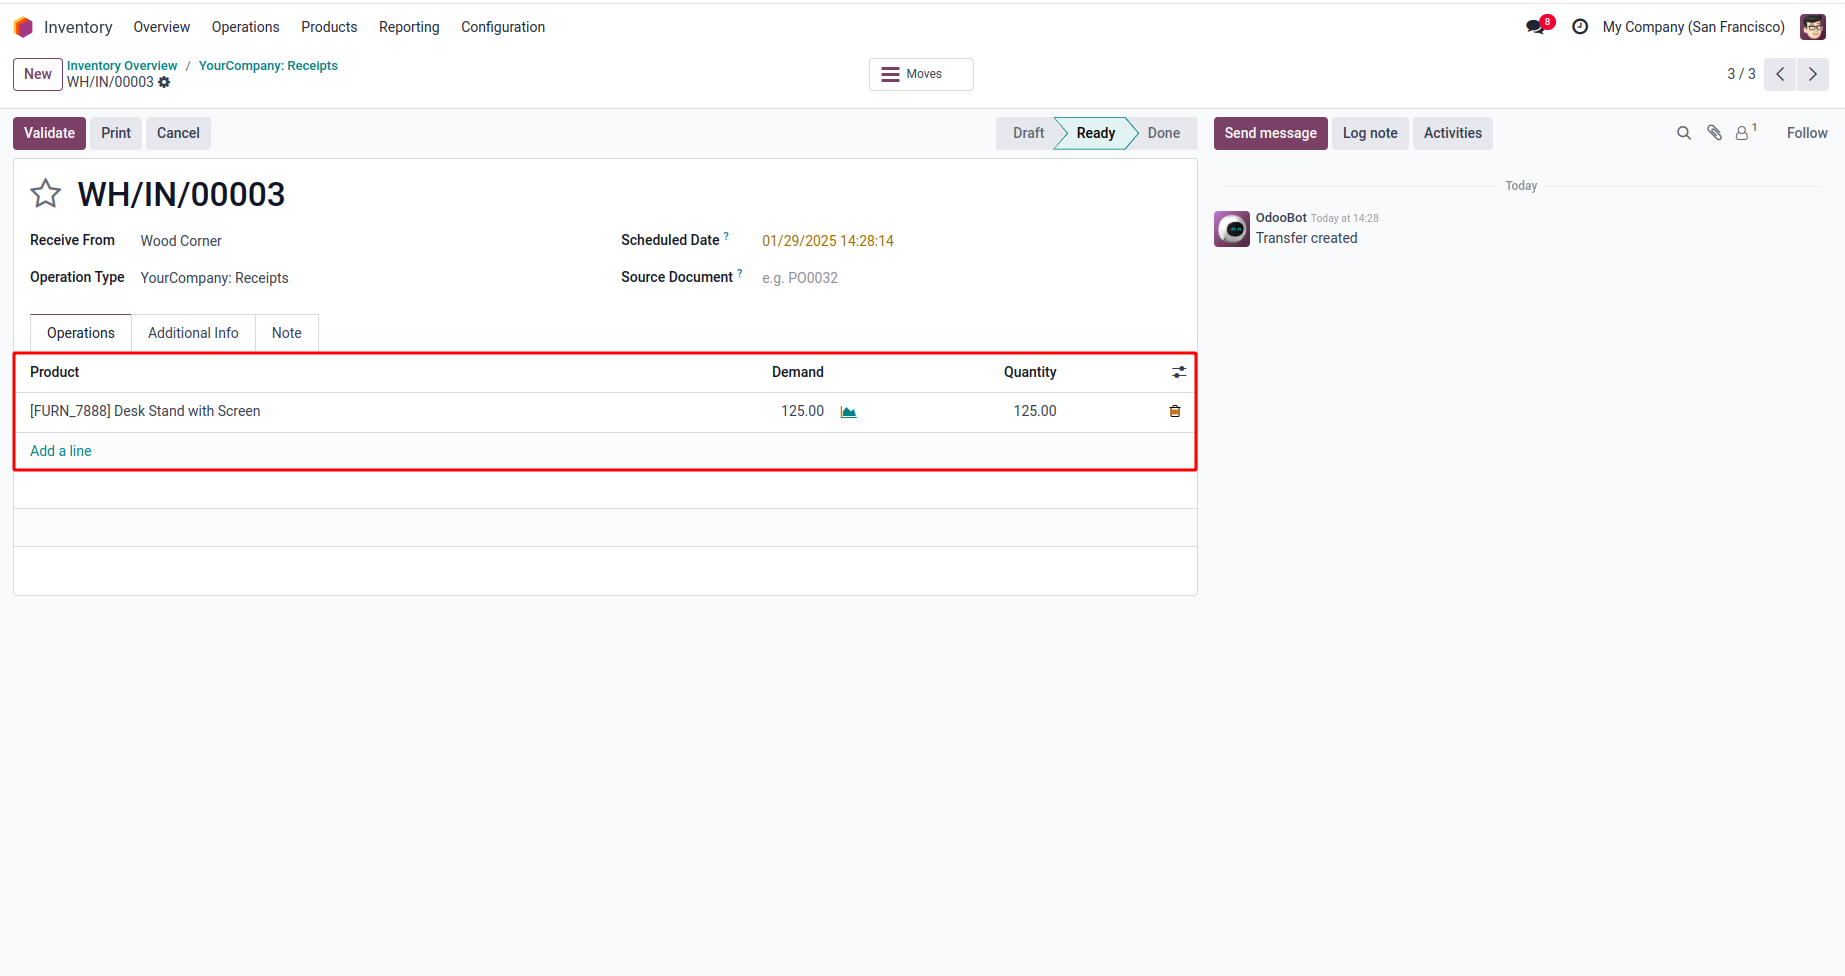 Inventory Overview Operations Products Reporting Configuration 8 My Company (San Francisco)
New Inventory Overview / YourCompany: Receipts
WH/IN/00003 Moves 3 / 3
Validate Print Cancel Draft Ready Done Send message Log note Activities 1 Follow
WH/IN/00003
Receive From Wood Corner Scheduled Date ? 01/29/2025 14:28:14
Operation Type YourCompany: Receipts Source Document ? e.g. PO0032
Operations Additional Info Note
Product Demand Quantity
[FURN_7888] Desk Stand with Screen 125.00 125.00
Add a line
Today
OdooBot Today at 14:28
Transfer created